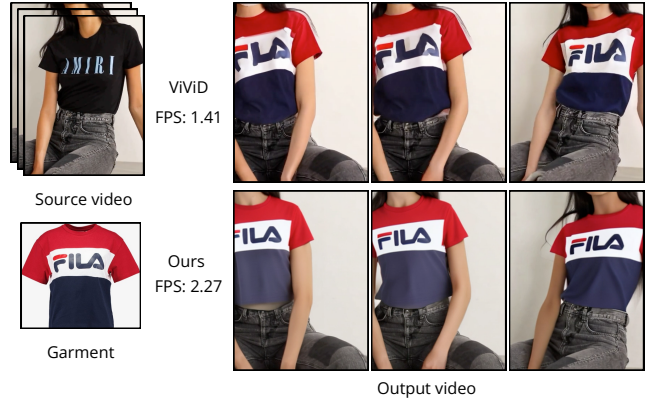 AMIRI
ViViD
FPS: 1.41
FILA
FILA
FILA
Source video
FILA
Garment
Ours
FPS: 2.27
FILA
FILA
FILA
Output video